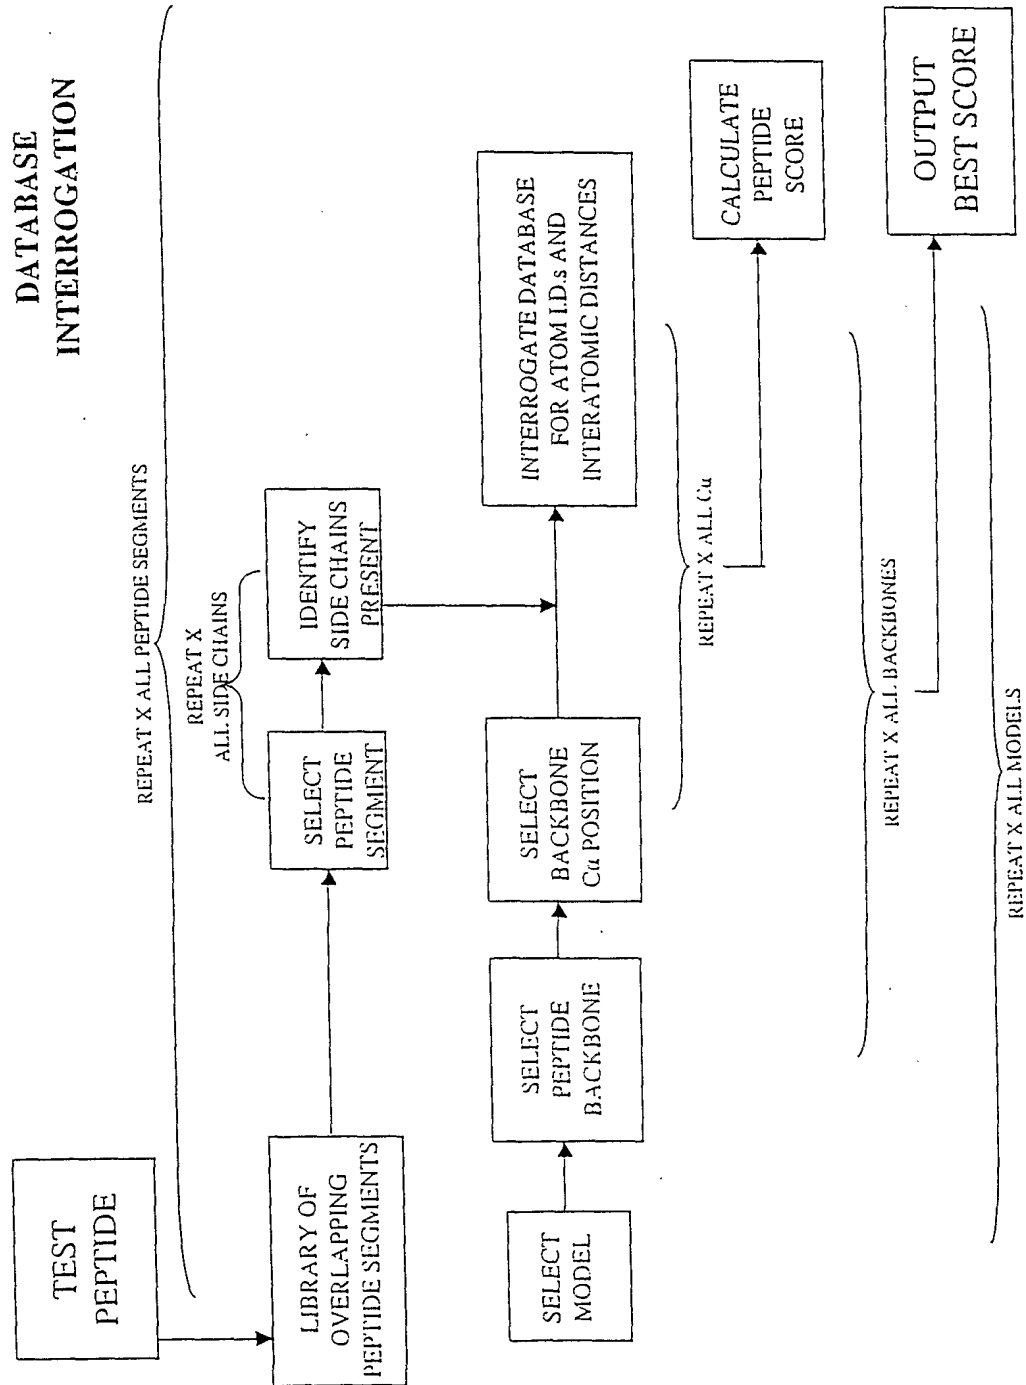 DATABASE
INTERROGATION
REPEAT X ALL PEPTIDE SEGMENTS
TEST
PEPTIDE
REPEAT X
ALL SIDE CHAINS
LIBRARY OF
OVERLAPPING
PEPTIDE SEGMENTS
SELECT
PEPTIDE
SEGMENT
IDENTIFY
SIDE CHAINS
PRESENT
SELECT
MODEL
SELECT
PEPTIDE
BACKBONE
SELECT
BACKBONE
Cα POSITION
INTERROGATE DATABASE
FOR ATOM I.D.s AND
INTERATOMIC DISTANCES
REPEAT X ALL Cα
CALCULATE
PEPTIDE
SCORE
REPEAT X ALL BACKBONES
OUTPUT
BEST SCORE
REPEAT X ALL MODELS